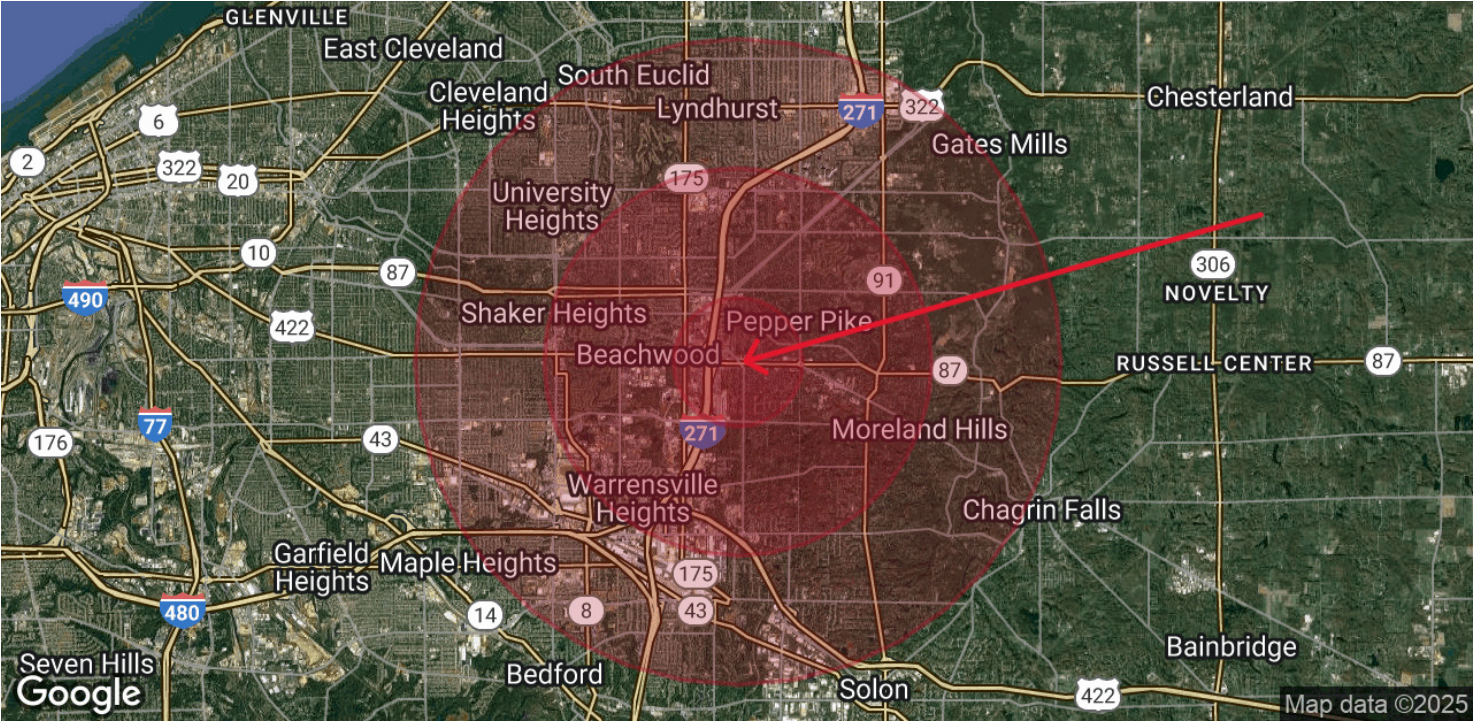 GLENVILLE
East Cleveland
South Euclid
Cleveland
Heights
Lyndhurst
271
322
Chesterland
6
2
322
20
Gates Mills
175
University
Heights
10
87
306
NOVELTY
91
490
422
Shaker Heights
Pepper Pike
Beachwood
87
RUSSELL CENTER
87
77
176
43
271
Moreland Hills
Warrensville
Heights
Chagrin Falls
Garfield
Heights
Maple Heights
175
480
14
8
43
Seven Hills
Bedford
Solon
422
Bainbridge
Google
Map data ©2025